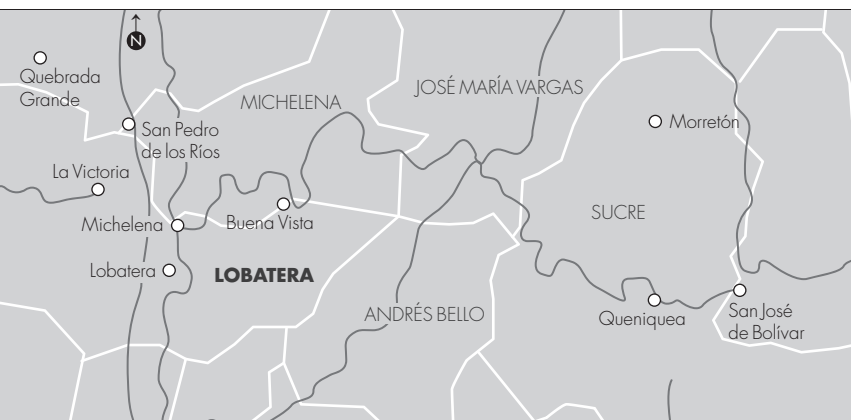 N
Quebrada
Grande
MICHELENA
JOSÉ MARÍA VARGAS
San Pedro
de los Ríos
Morretón
La Victoria
SUCRE
Michelena
Buena Vista
Lobatera
LOBATERA
ANDRÉS BELLO
Queniquea
San José
de Bolívar